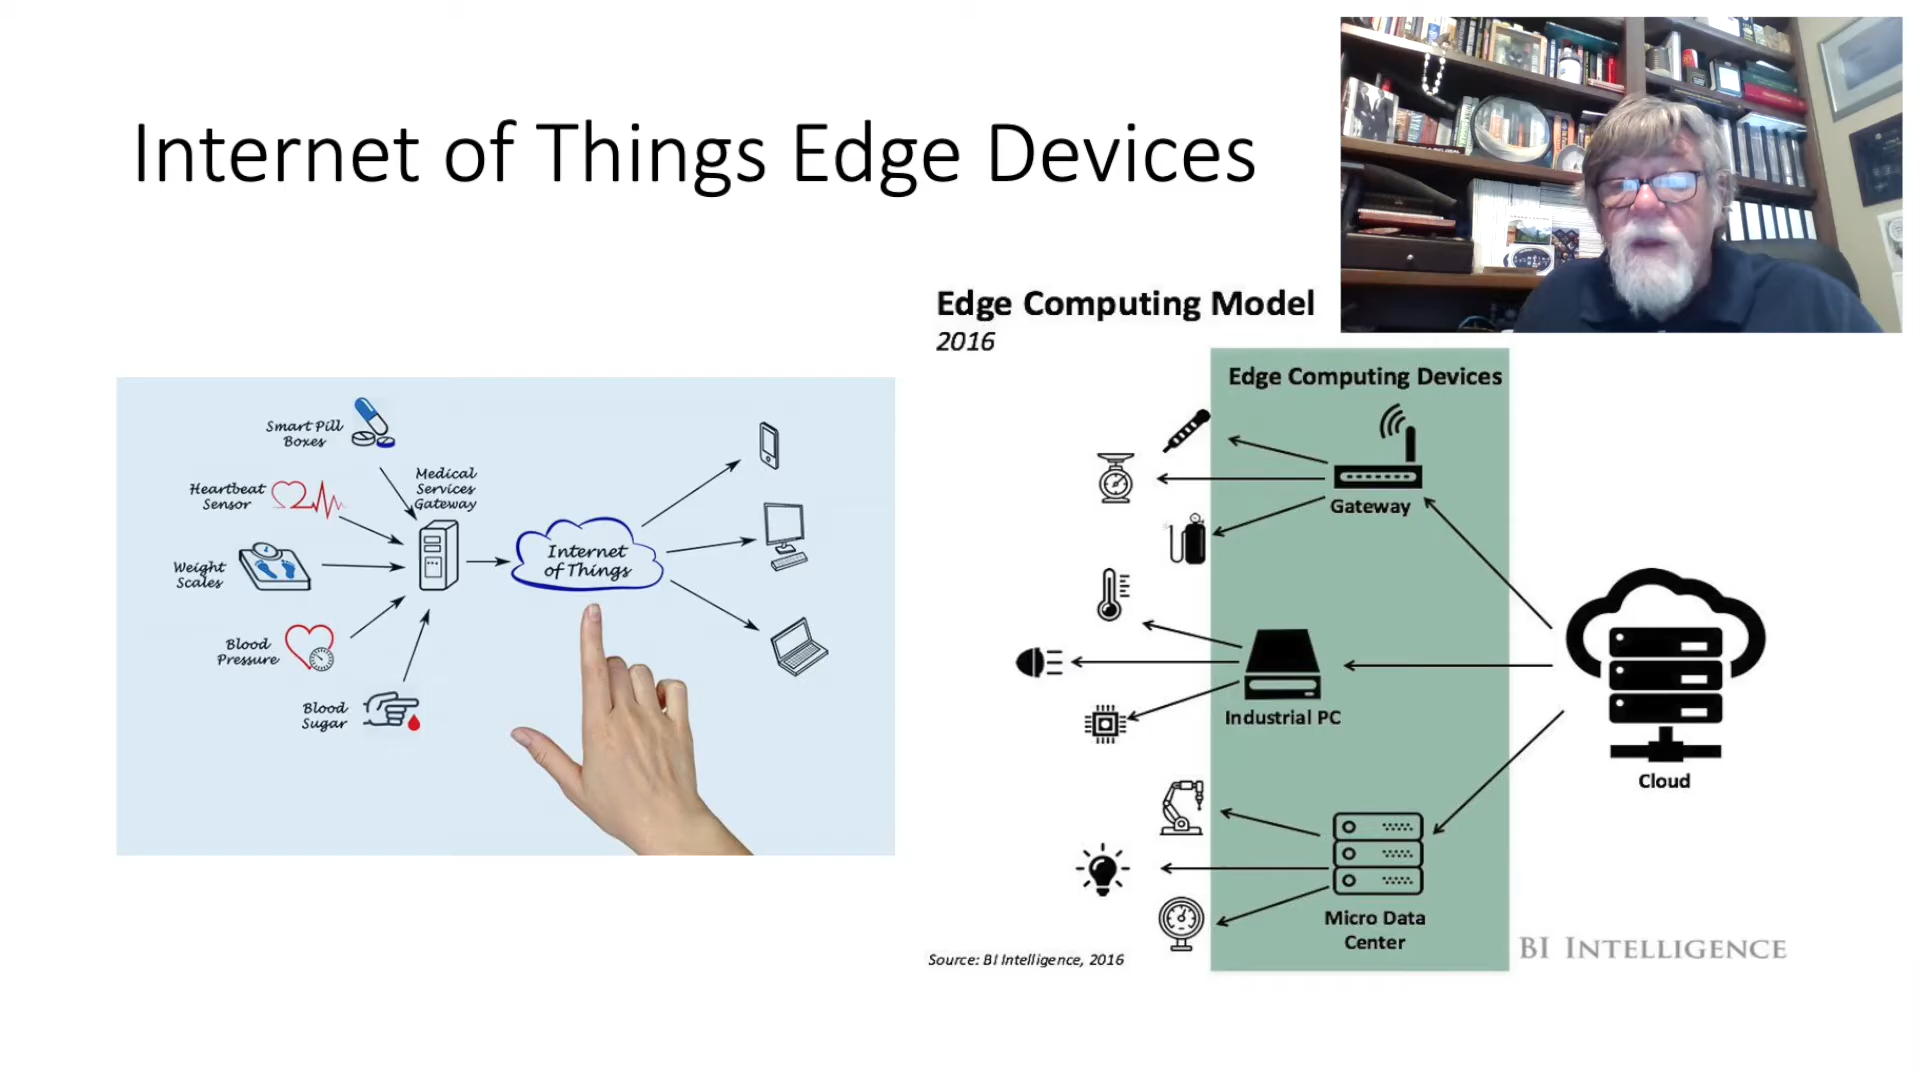 Internet of Things Edge Devices
Edge Computing Model
2016
Smart Pill
Boxes
Heartbeat
Sensor
Medical
Services
Gateway
Weight
Scales
Blood
Pressure
Blood
Sugar
Internet
of Things
Edge Computing Devices
Gateway
Industrial PC
Micro Data
Center
Cloud
Source: BI Intelligence, 2016
BI INTELLIGENCE